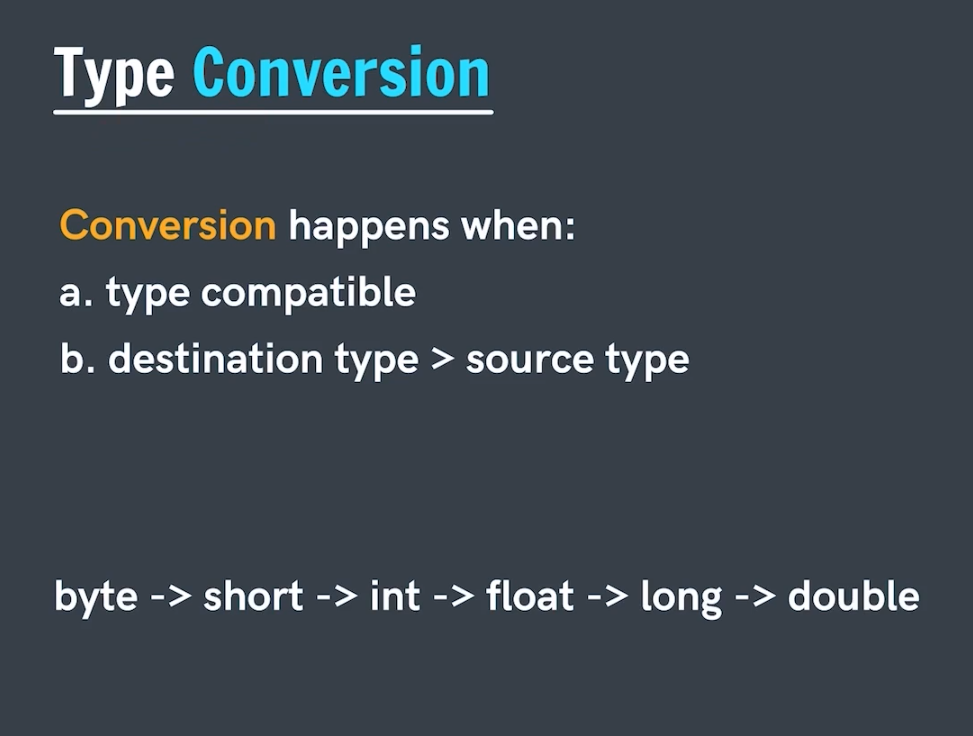 Type Conversion
Conversion happens when:
a. type compatible
b. destination type > source type
byte -> short -> int -> float -> long -> double